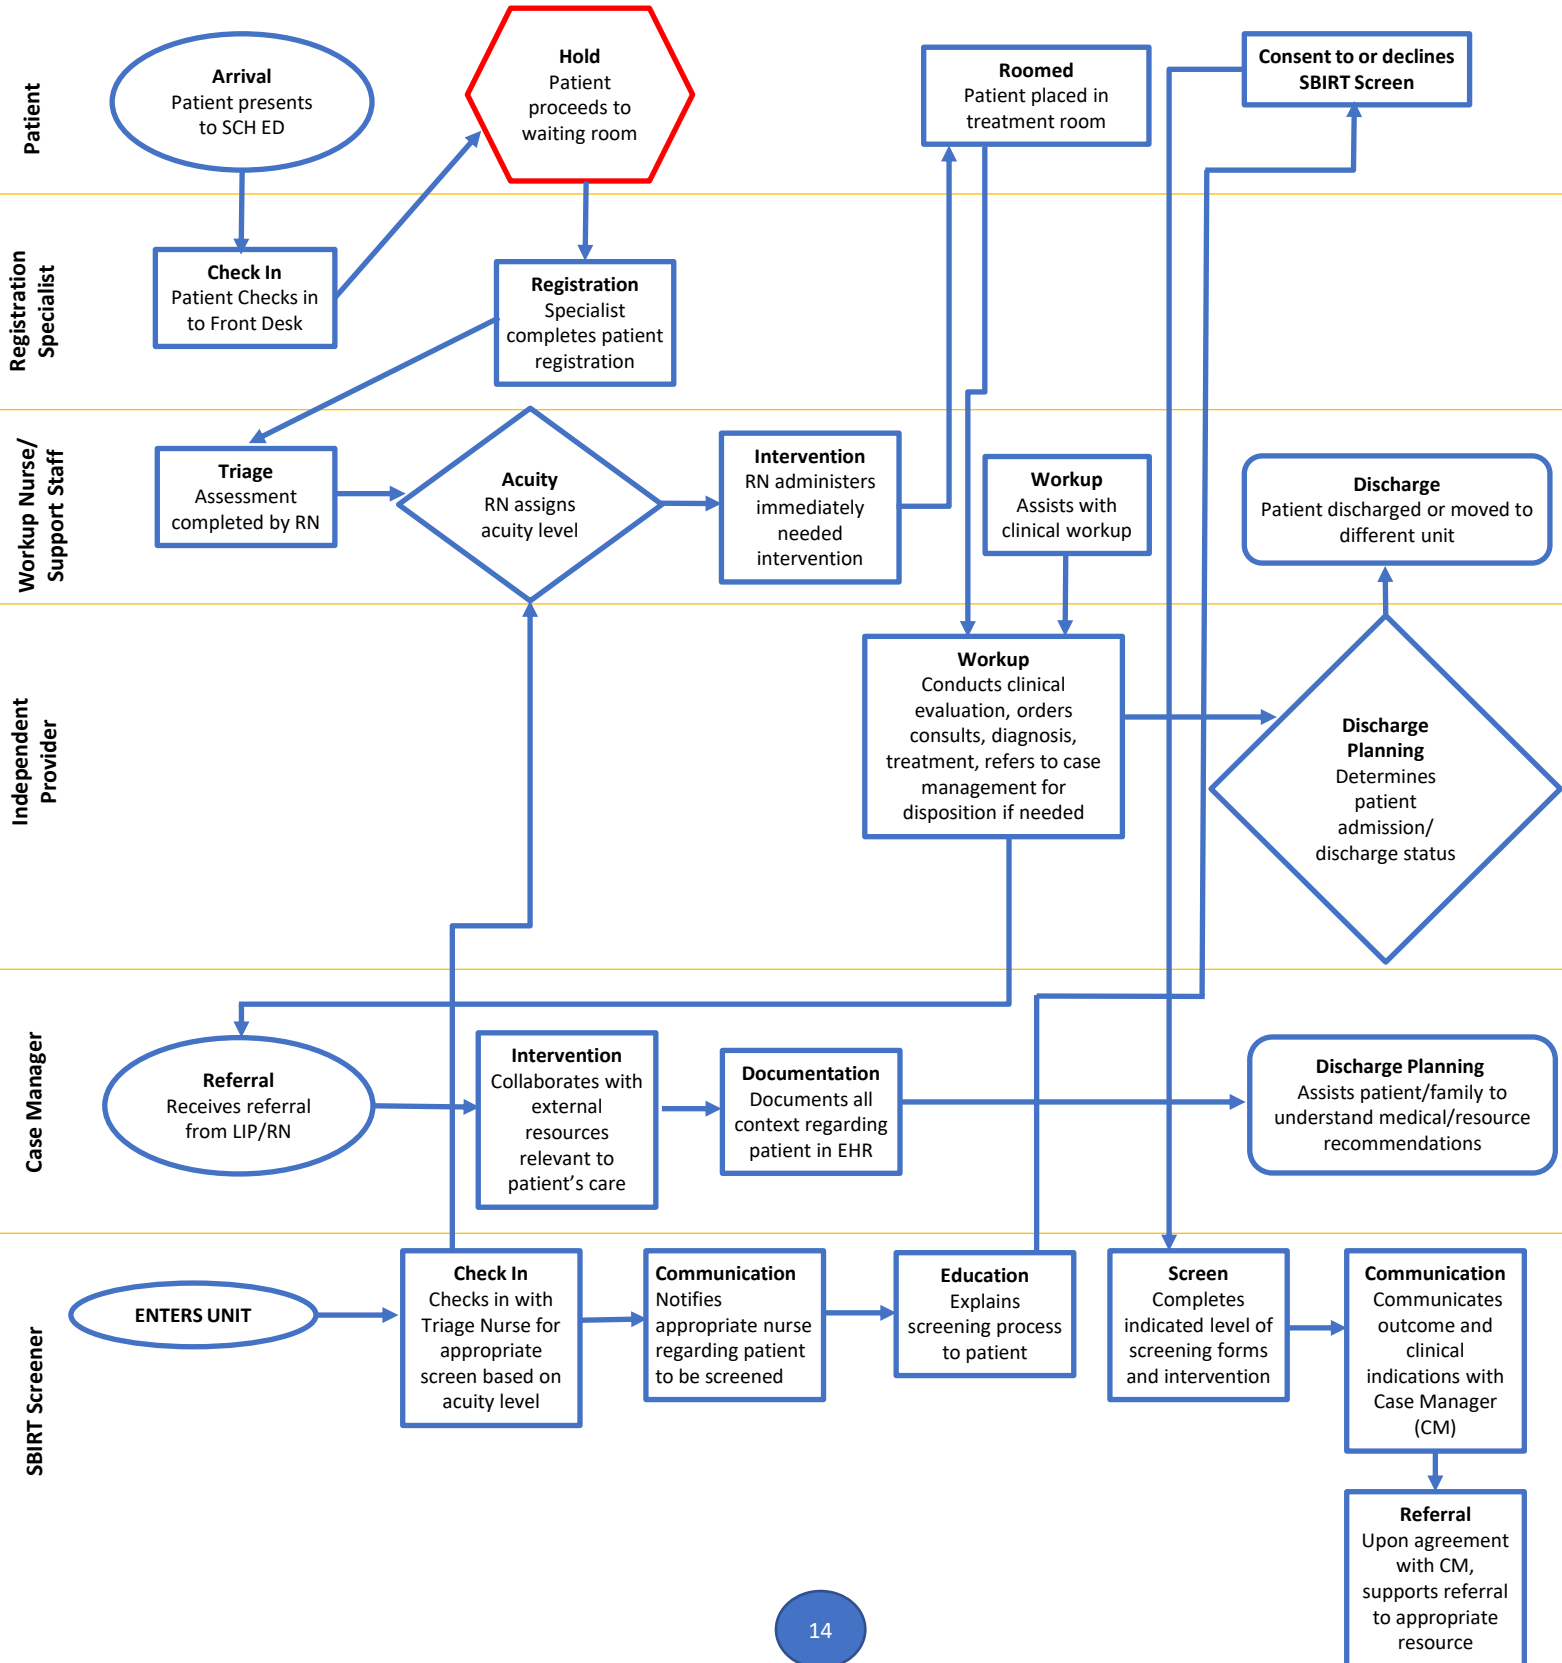 Patient
Arrival
Patient presents
to SCH ED
Hold
Patient
proceeds to
waiting room
Roomed
Patient placed in
treatment room
Consent to or declines
SBIRT Screen
Registration
Specialist
Check In
Patient Checks in
to Front Desk
Registration
Specialist
completes patient
registration
Workup Nurse/
Support Staff
Triage
Assessment
completed by RN
Acuity
RN assigns
acuity level
Intervention
RN administers
immediately
needed
intervention
Workup
Assists with
clinical workup
Discharge
Patient discharged or moved to
different unit
Independent
Provider
Workup
Conducts clinical
evaluation, orders
consults, diagnosis,
treatment, refers to case
management for
disposition if needed
Discharge
Planning
Determines
patient
admission/
discharge status
Case Manager
Referral
Receives referral
from LIP/RN
Intervention
Collaborates with
external
resources
relevant to
patient’s care
Documentation
Documents all
context regarding
patient in EHR
Discharge Planning
Assists patient/family to
understand medical/resource
recommendations
SBIRT Screener
ENTERS UNIT
Check In
Checks in with
Triage Nurse for
appropriate
screen based on
acuity level
Communication
Notifies
appropriate nurse
regarding patient
to be screened
Education
Explains
screening process
to patient
Screen
Completes
indicated level of
screening forms
and intervention
Communication
Communicates
outcome and
clinical
indications with
Case Manager
(CM)
Referral
Upon agreement
with CM,
supports referral
to appropriate
resource
14